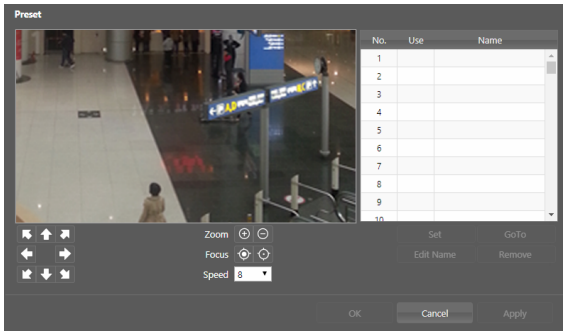 Preset
No. Use Name
1
2
3
4
5
6
7
8
9
10
A,D
Zoom
Focus
Speed 8
Set GoTo
Edit Name Remove
OK Cancel Apply